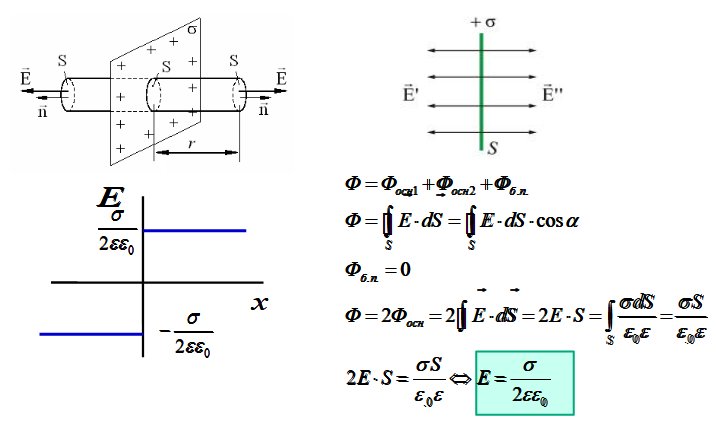 σ
S S S
E⃗ E⃗
n⃗ n⃗
r
+σ
E⃗' E⃗''
S
E
σ/2εε₀
x
−σ/2εε₀
Φ = Φосн1 + Φосн2 + Φб.п.
Φ = ∮S E·dS = ∮S E·dS·cosα
Φб.п. = 0
Φ = 2Φосн = 2∮ E⃗·dS⃗ = 2E·S = ∫S σdS/ε₀ε = σS/ε₀ε
2E·S = σS/ε₀ε ⇔ E = σ/2εε₀